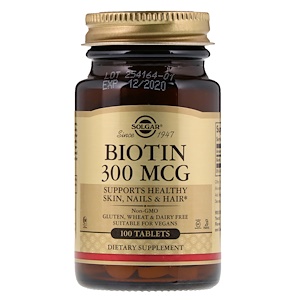 LOT 254164-07
EXP 12/2020
SOLGAR
Since 1947
BIOTIN
300 MCG
SUPPORTS HEALTHY
SKIN, NAILS & HAIR*
Non-GMO
GLUTEN, WHEAT & DAIRY FREE
SUITABLE FOR VEGANS
100 TABLETS
DIETARY SUPPLEMENT